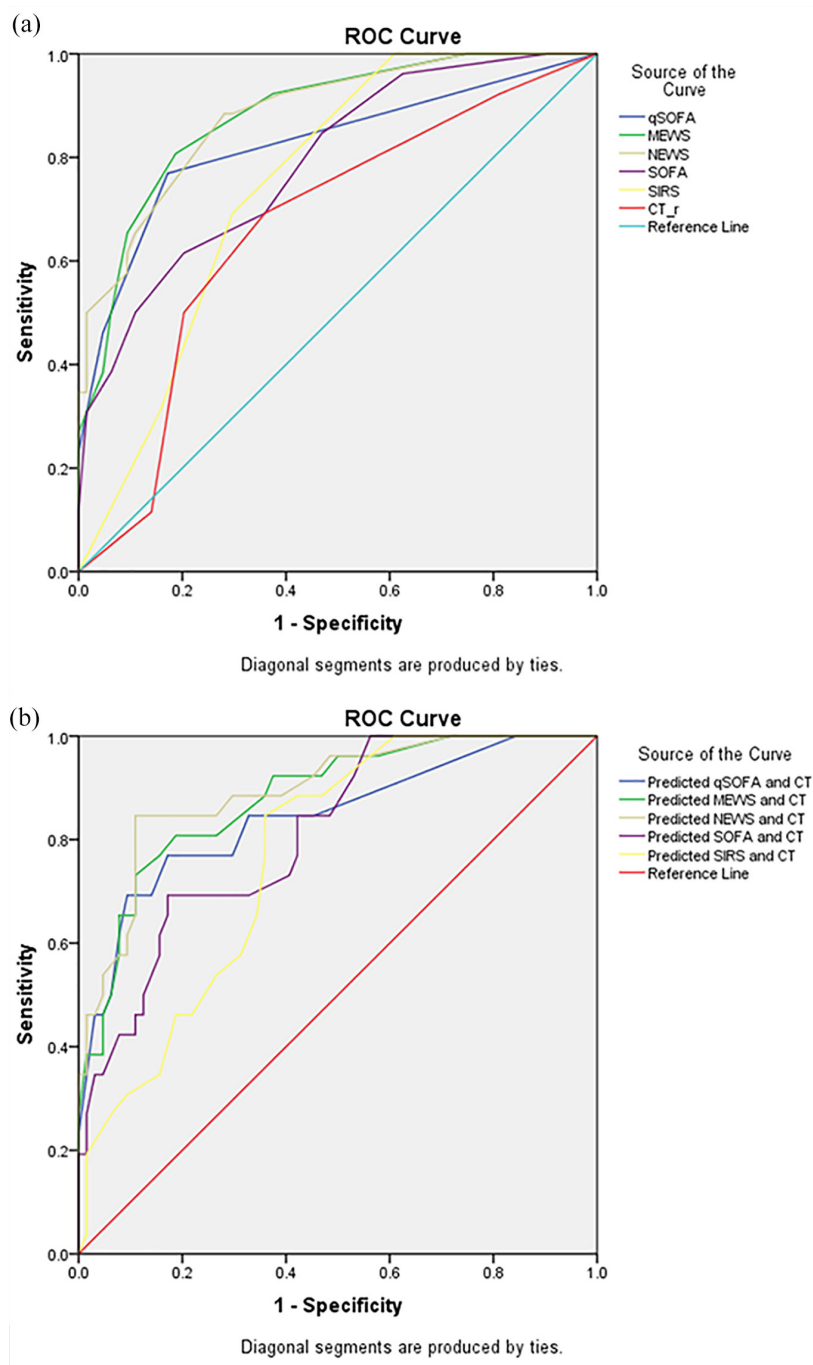 (a)
ROC Curve
1.0
0.8
0.6
0.4
0.2
0.0
Sensitivity
0.0 0.2 0.4 0.6 0.8 1.0
1 - Specificity
Diagonal segments are produced by ties.
Source of the
Curve
qSOFA
MEWS
NEWS
SOFA
SIRS
CT_r
Reference Line
(b)
ROC Curve
1.0
0.8
0.6
0.4
0.2
0.0
Sensitivity
0.0 0.2 0.4 0.6 0.8 1.0
1 - Specificity
Diagonal segments are produced by ties.
Source of the Curve
Predicted qSOFA and CT
Predicted MEWS and CT
Predicted NEWS and CT
Predicted SOFA and CT
Predicted SIRS and CT
Reference Line